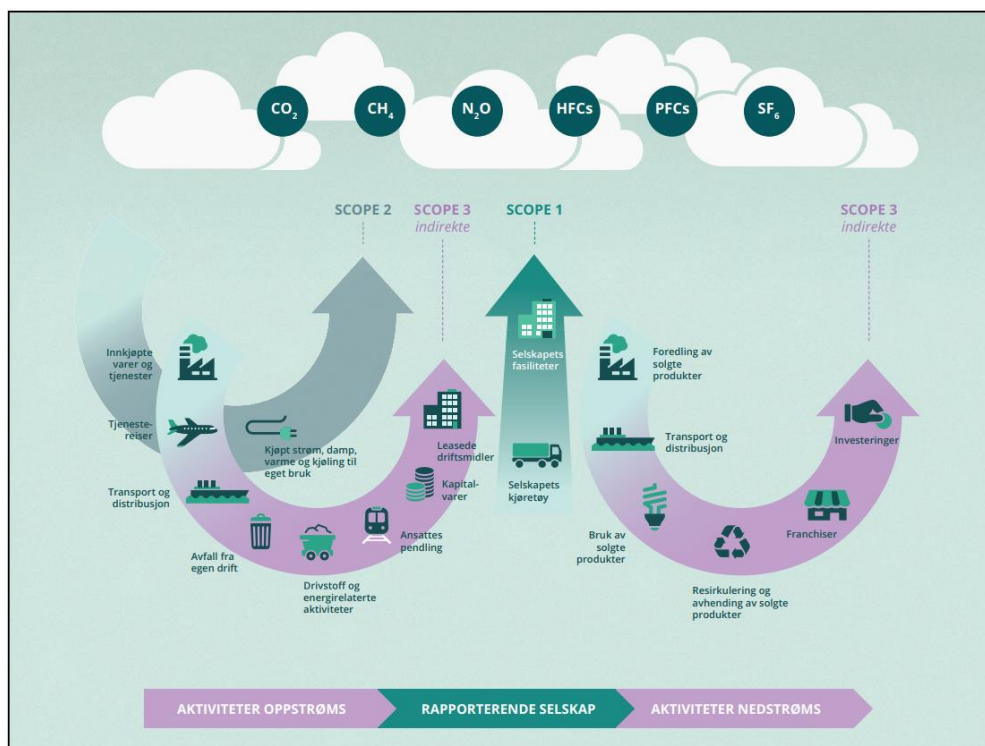 CO2
CH4
N2O
HFCs
PFCs
SF6
SCOPE 2
SCOPE 3
indirekte
SCOPE 1
SCOPE 3
indirekte
Innkjøpte
varer og
tjenester
Tjeneste-
reiser
Transport og
distribusjon
Avfall fra
egen drift
Drivstoff og
energirelaterte
aktiviteter
Ansattes
pendling
Kapital-
varer
Leasede
driftsmidler
Kjøpt strøm, damp,
varme og kjøling til
eget bruk
Selskapets
fasiliteter
Selskapets
kjøretøy
Foredling av
solgte
produkter
Transport og
distribusjon
Bruk av
solgte
produkter
Resirkulering og
avhending av solgte
produkter
Franchiser
Investeringer
AKTIVITETER OPPSTRØMS
RAPPORTERENDE SELSKAP
AKTIVITETER NEDSTRØMS